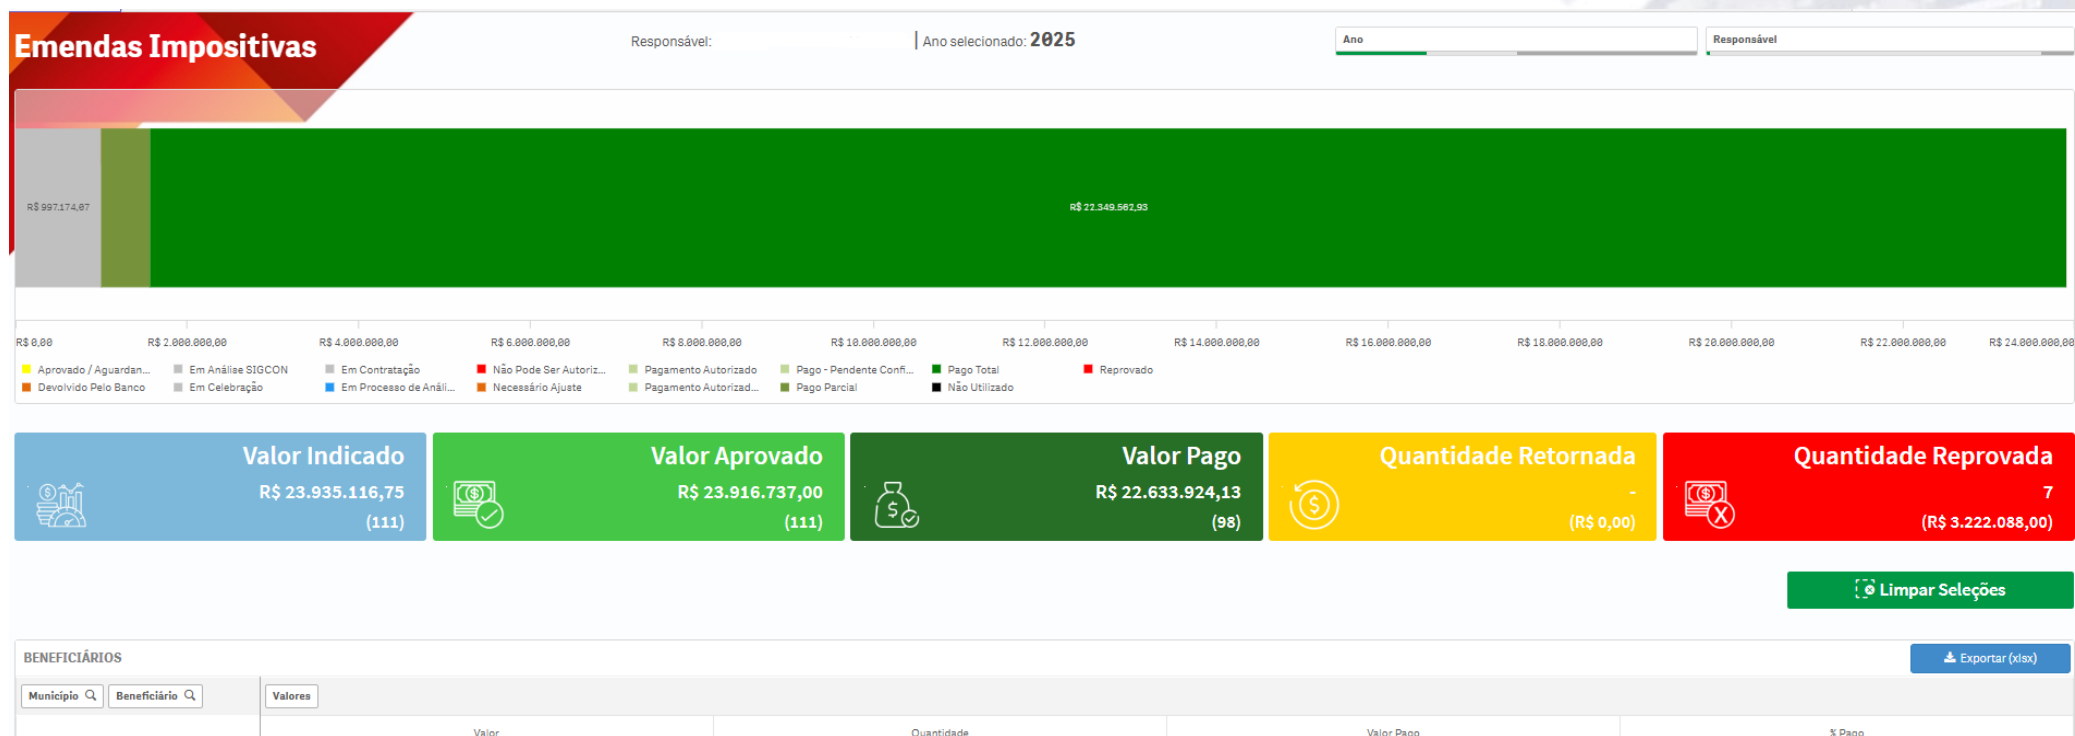 Emendas Impositivas
Responsável:
Ano selecionado: 2025
Ano
Responsável
R$ 997.174,07
R$ 22.349.562,93
R$ 0,00 R$ 2.000.000,00 R$ 4.000.000,00 R$ 6.000.000,00 R$ 8.000.000,00 R$ 10.000.000,00 R$ 12.000.000,00 R$ 14.000.000,00 R$ 16.000.000,00 R$ 18.000.000,00 R$ 20.000.000,00 R$ 22.000.000,00 R$ 24.000.000,00
Aprovado / Aguardan... Em Análise SIGCON Em Contratação Não Pode Ser Autoriz... Pagamento Autorizado Pago - Pendente Confi... Pago Total Reprovado
Devolvido Pelo Banco Em Celebração Em Processo de Análi... Necessário Ajuste Pagamento Autorizad... Pago Parcial Não Utilizado
Valor Indicado
R$ 23.935.116,75
(111)
Valor Aprovado
R$ 23.916.737,00
(111)
Valor Pago
R$ 22.633.924,13
(98)
Quantidade Retornada
-
(R$ 0,00)
Quantidade Reprovada
7
(R$ 3.222.088,00)
Limpar Seleções
BENEFICIÁRIOS
Exportar (xlsx)
Município Beneficiário Valores
Valor Quantidade Valor Pago % Pago